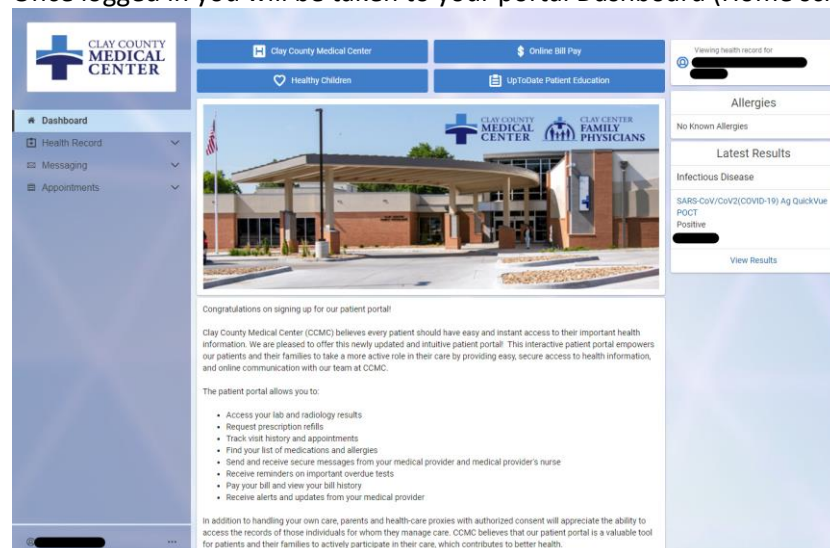 Once logged in you will be taken to your portal Dashboard (Home
CLAY COUNTY
MEDICAL
CENTER
Dashboard
Health Record
Messaging
Appointments
Clay County Medical Center
Online Bill Pay
Healthy Children
UpToDate Patient Education
CLAY COUNTY
MEDICAL
CENTER
CLAY CENTER
FAMILY
PHYSICIANS
Congratulations on signing up for our patient portal!
Clay County Medical Center (CCMC) believes every patient should have easy and instant access to their important health
information. We are pleased to offer this newly updated and intuitive patient portal! This interactive patient portal empowers
our patients and their families to take a more active role in their care by providing easy, secure access to health information,
and online communication with our team at CCMC.
The patient portal allows you to:
• Access your lab and radiology results
• Request prescription refills
• Track visit history and appointments
• Find your list of medications and allergies
• Send and receive secure messages from your medical provider and medical provider's nurse
• Receive reminders on important overdue tests
• Pay your bill and view your bill history
• Receive alerts and updates from your medical provider
In addition to handling your own care, parents and health-care proxies with authorized consent will appreciate the ability to
access the records of those individuals for whom they manage care. CCMC believes that our patient portal is a valuable tool
for patients and their families to actively participate in their care, which contributes to better health.
Viewing health record for
Allergies
No Known Allergies
Latest Results
Infectious Disease
SARS-CoV/CoV2(COVID-19) Ag QuickVue
POCT
Positive
View Results